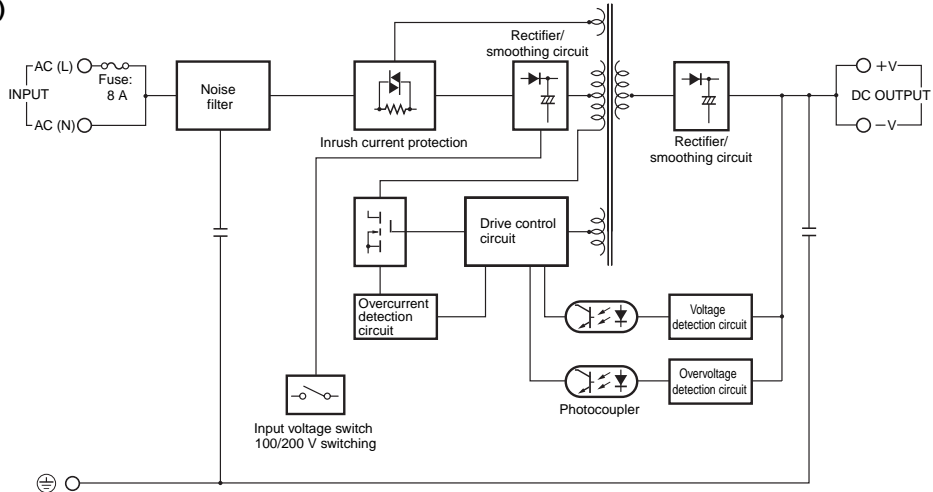 )
AC (L)
Fuse:
8 A
INPUT
AC (N)
Noise
filter
Inrush current protection
Rectifier/
smoothing circuit
Rectifier/
smoothing circuit
+V
DC OUTPUT
−V
Drive control
circuit
Overcurrent
detection
circuit
Voltage
detection circuit
Overvoltage
detection circuit
Photocoupler
Input voltage switch
100/200 V switching